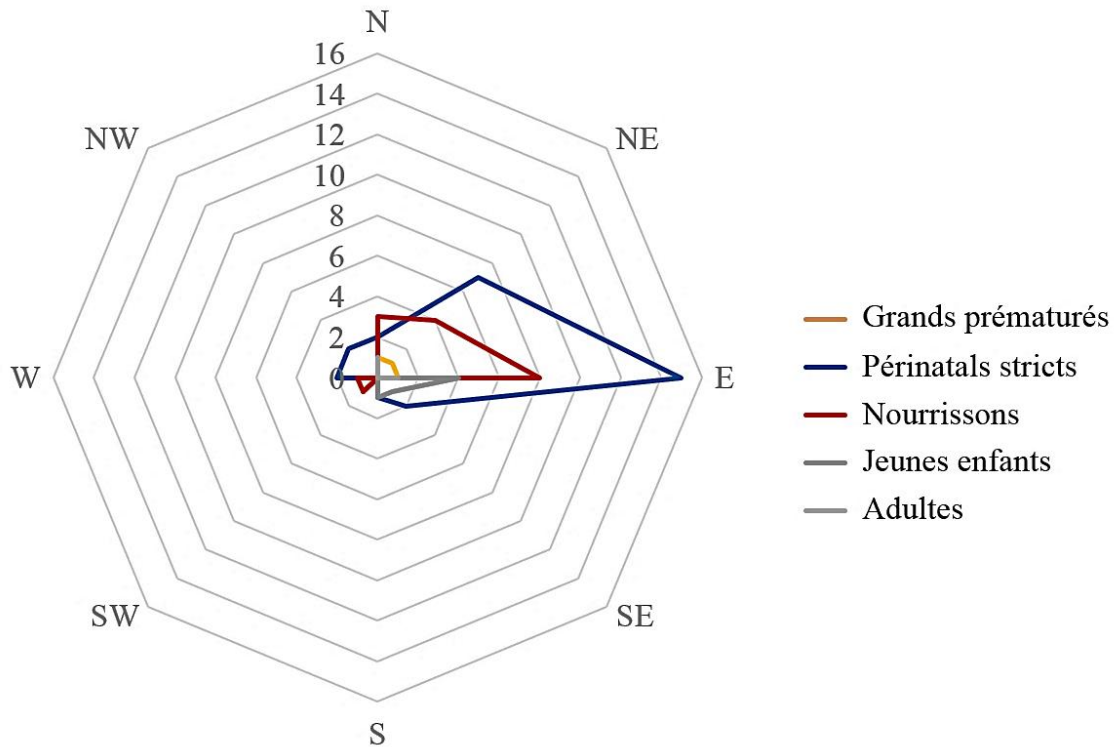 N
16
14
12
10
8
6
4
2
0
NW
NE
W
E
SW
SE
S
Grands prématurés
Périnatals stricts
Nourrissons
Jeunes enfants
Adultes